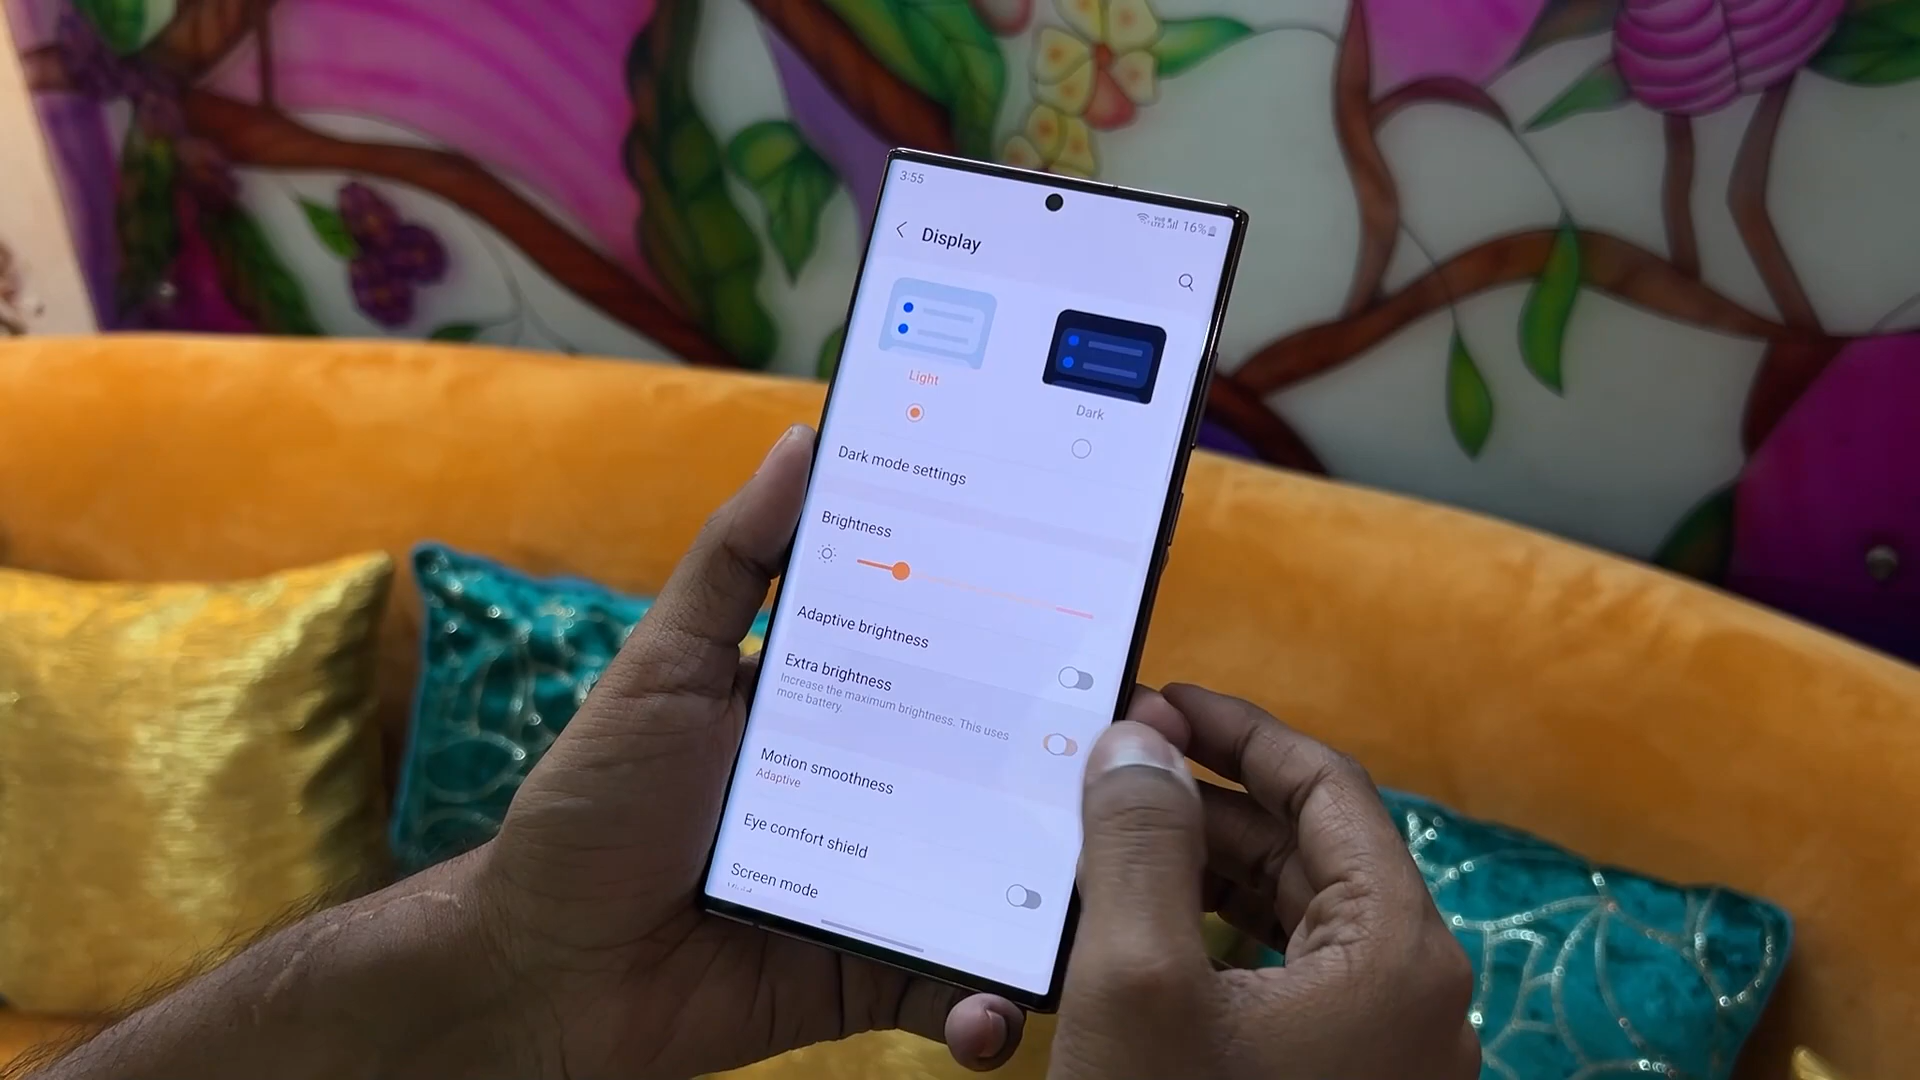 3:55
16%
Display
Light
Dark
Dark mode settings
Brightness
Adaptive brightness
Extra brightness
Increase the maximum brightness. This uses
more battery.
Motion smoothness
Adaptive
Eye comfort shield
Screen mode